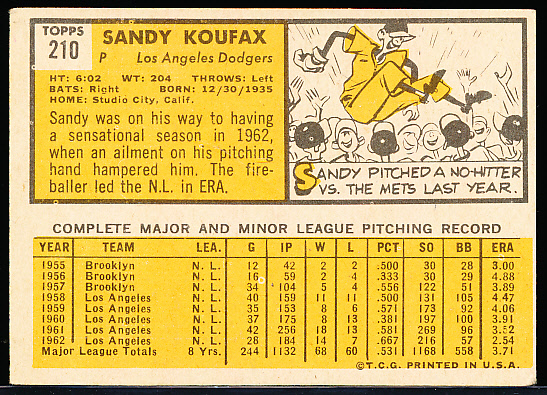 TOPPS
210
SANDY KOUFAX
P Los Angeles Dodgers
HT: 6:02 WT: 204 THROWS: Left
BATS: Right BORN: 12/30/1935
HOME: Studio City, Calif.
Sandy was on his way to having
a sensational season in 1962,
when an ailment on his pitching
hand hampered him. The fire-
baller led the N.L. in ERA.
SANDY PITCHED A NO-HITTER
VS. THE METS LAST YEAR.
COMPLETE MAJOR AND MINOR LEAGUE PITCHING RECORD
YEAR TEAM LEA. G IP W L PCT SO BB ERA
1955 Brooklyn N. L. 12 42 2 2 .500 30 28 3.00
1956 Brooklyn N. L. 16 59 2 4 .333 30 29 4.88
1957 Brooklyn N. L. 34 104 5 4 .556 122 51 3.89
1958 Los Angeles N. L. 40 159 11 11 .500 131 105 4.47
1959 Los Angeles N. L. 35 153 8 6 .571 173 92 4.06
1960 Los Angeles N. L. 37 175 8 13 .381 197 100 3.91
1961 Los Angeles N. L. 42 256 18 13 .581 269 96 3.52
1962 Los Angeles N. L. 28 184 14 7 .667 216 57 2.54
Major League Totals 8 Yrs. 244 1132 68 60 .531 1168 558 3.71
©T.C.G. PRINTED IN U.S.A.